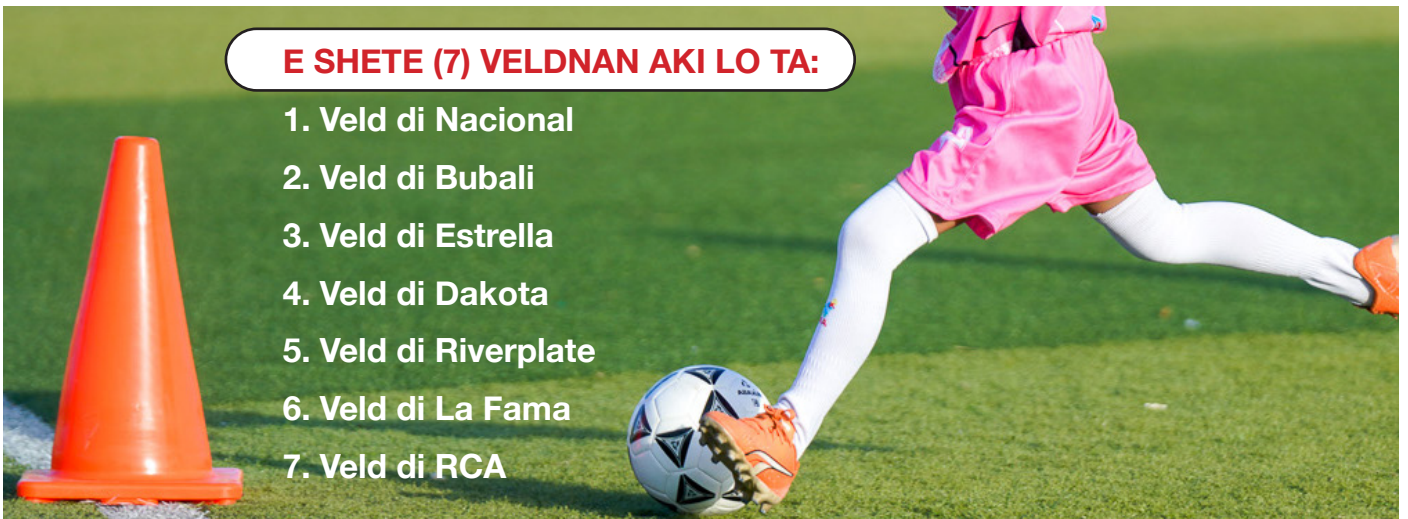 E SHETE (7) VELDNAN AKI LO TA:
1. Veld di Nacional
2. Veld di Bubali
3. Veld di Estrella
4. Veld di Dakota
5. Veld di Riverplate
6. Veld di La Fama
7. Veld di RCA